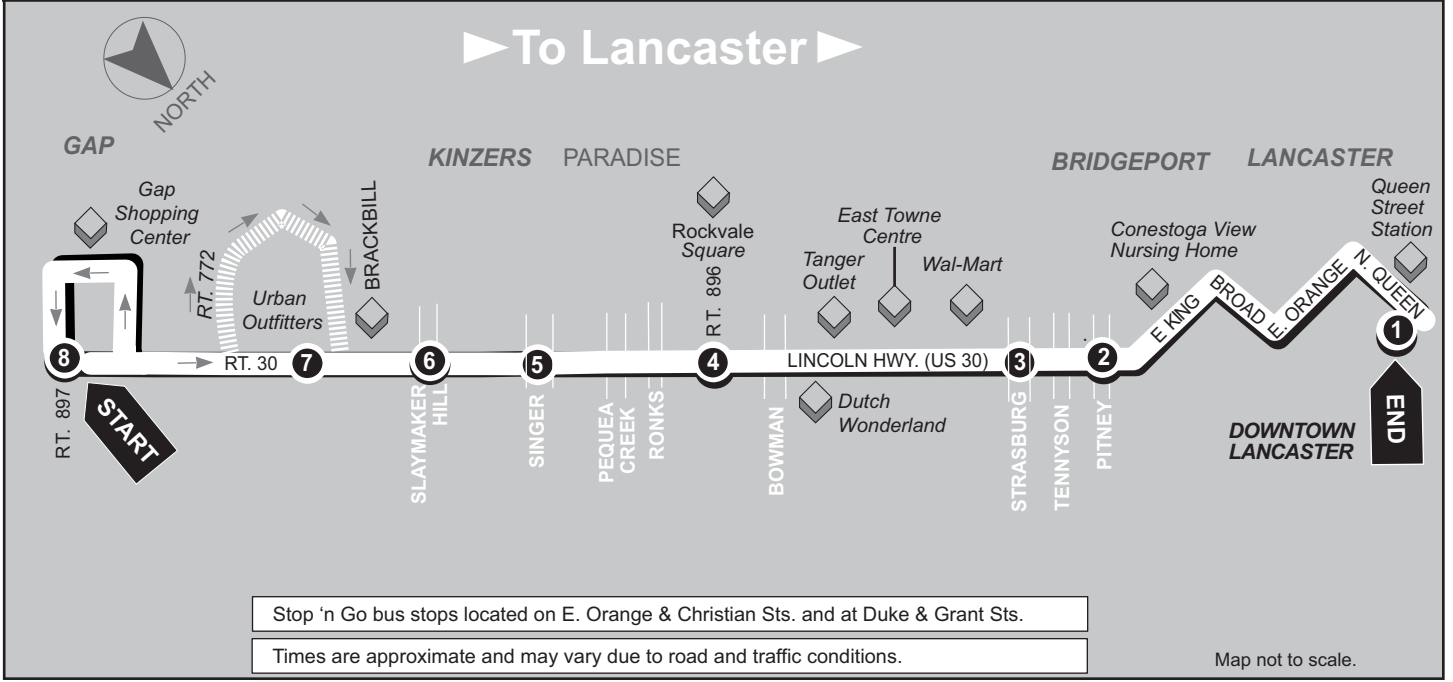 To Lancaster
NORTH
GAP
KINZERS
PARADISE
BRIDGEPORT
LANCASTER
Gap
Shopping
Center
RT. 772
Urban
Outfitters
BRACKBILL
Rockvale
Square
RT. 896
Tanger
Outlet
East Towne
Centre
Wal-Mart
Conestoga View
Nursing Home
Queen
Street
Station
E KING
BROAD
E. ORANGE
N. QUEEN
8
RT. 30
7
6
5
4
LINCOLN HWY. (US 30)
3
2
1
RT. 897
START
SLAYMAKER
HILL
SINGER
PEQUEA
CREEK
RONKS
BOWMAN
Dutch
Wonderland
STRASBURG
TENNYSON
PITNEY
DOWNTOWN
LANCASTER
END
Stop ‘n Go bus stops located on E. Orange & Christian Sts. and at Duke & Grant Sts.
Times are approximate and may vary due to road and traffic conditions.
Map not to scale.